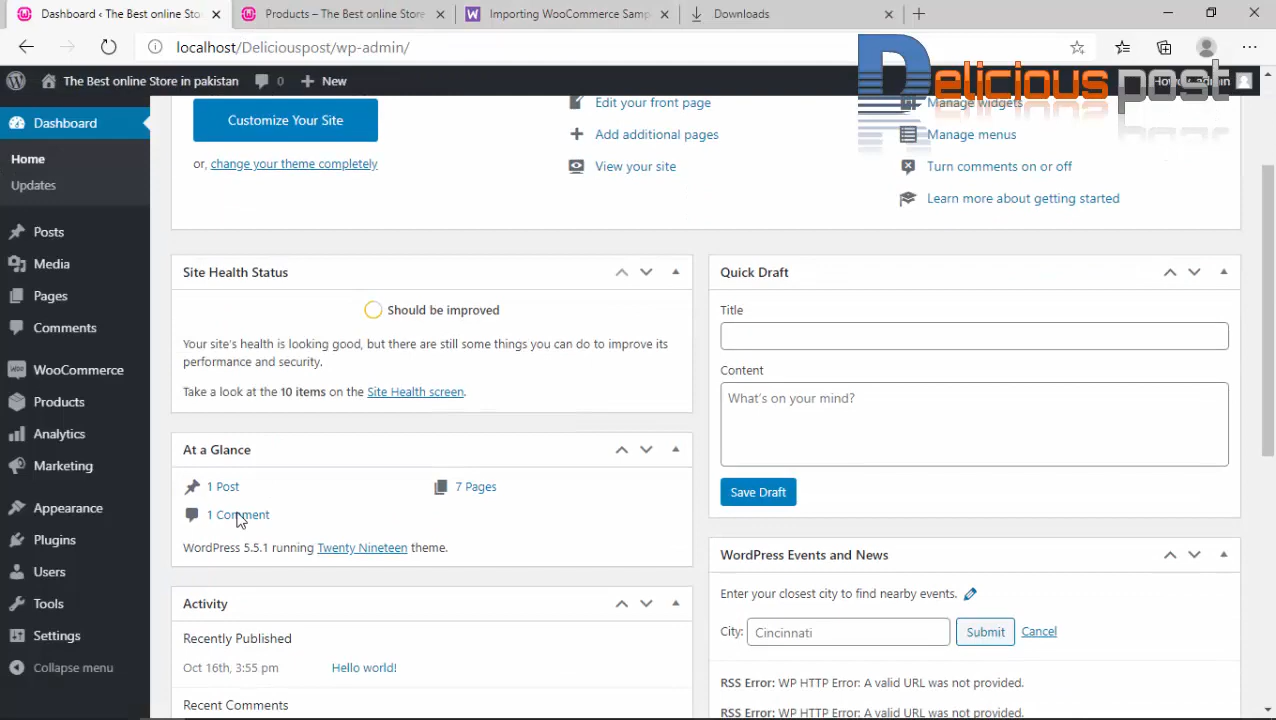 Dashboard ‹ The Best online Sto
Products – The Best online Store
Importing WooCommerce Samp
Downloads
localhost/Deliciouspost/wp-admin/
Delicious post
The Best online Store in pakistan
0
New
Howdy, admin
Dashboard
Home
Updates
Posts
Media
Pages
Comments
WooCommerce
Products
Analytics
Marketing
Appearance
Plugins
Users
Tools
Settings
Collapse menu
Customize Your Site
or, change your theme completely
Edit your front page
Add additional pages
View your site
Manage widgets
Manage menus
Turn comments on or off
Learn more about getting started
Site Health Status
Should be improved
Your site's health is looking good, but there are still some things you can do to improve its
performance and security.
Take a look at the 10 items on the Site Health screen.
At a Glance
1 Post
7 Pages
1 Comment
WordPress 5.5.1 running Twenty Nineteen theme.
Activity
Recently Published
Oct 16th, 3:55 pm
Hello world!
Recent Comments
Quick Draft
Title
Content
What's on your mind?
Save Draft
WordPress Events and News
Enter your closest city to find nearby events.
City:
Cincinnati
Submit
Cancel
RSS Error: WP HTTP Error: A valid URL was not provided.
RSS Error: WP HTTP Error: A valid URL was not provided.